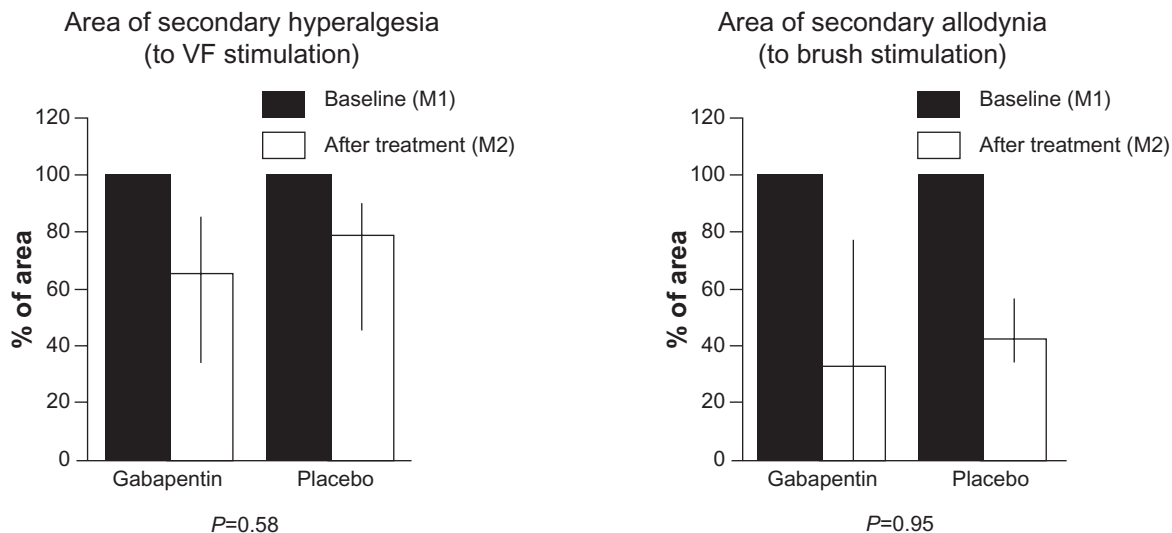 Area of secondary hyperalgesia
(to VF stimulation)
Baseline (M1)
After treatment (M2)
120
100
80
60
40
20
0
% of area
Gabapentin
Placebo
P=0.58
Area of secondary allodynia
(to brush stimulation)
Baseline (M1)
After treatment (M2)
120
100
80
60
40
20
0
% of area
Gabapentin
Placebo
P=0.95